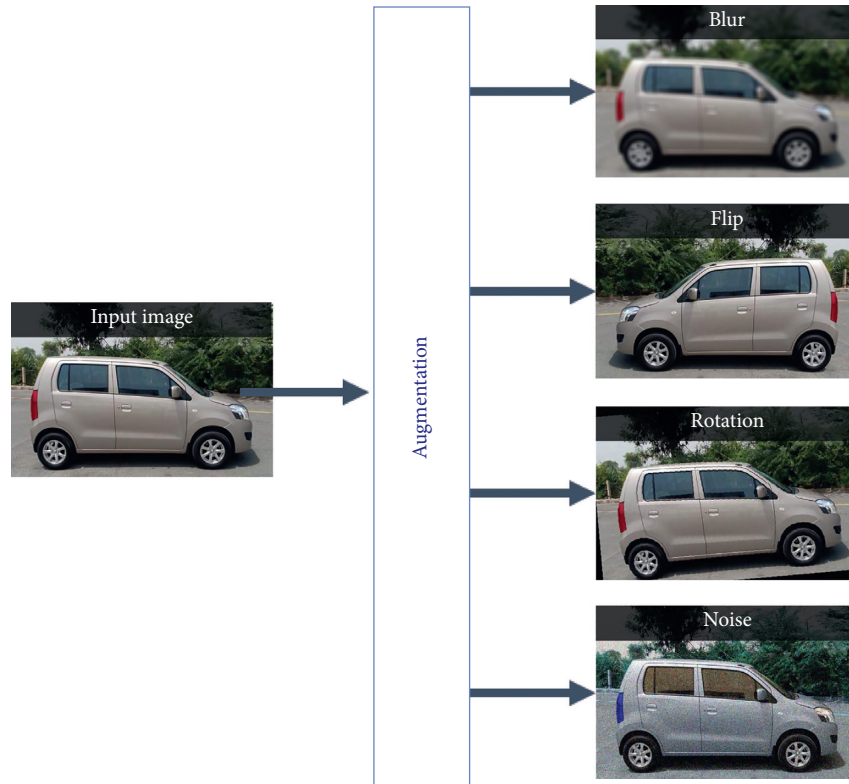 Input image
Augmentation
Blur
Flip
Rotation
Noise